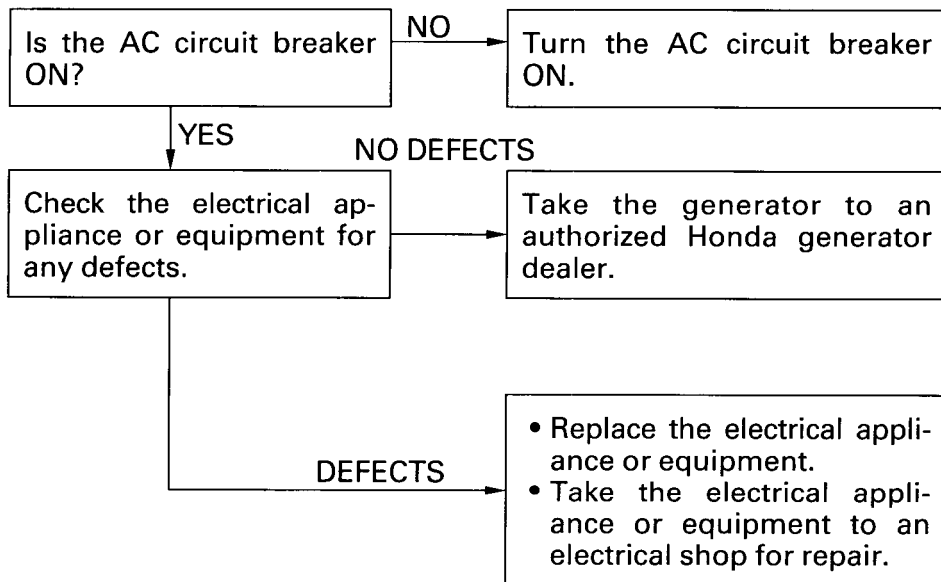 Is the AC circuit breaker
ON?
NO
Turn the AC circuit breaker
ON.
YES
NO DEFECTS
Check the electrical ap-
pliance or equipment for
any defects.
Take the generator to an
authorized Honda generator
dealer.
DEFECTS
• Replace the electrical appli-
ance or equipment.
• Take the electrical appli-
ance or equipment to an
electrical shop for repair.